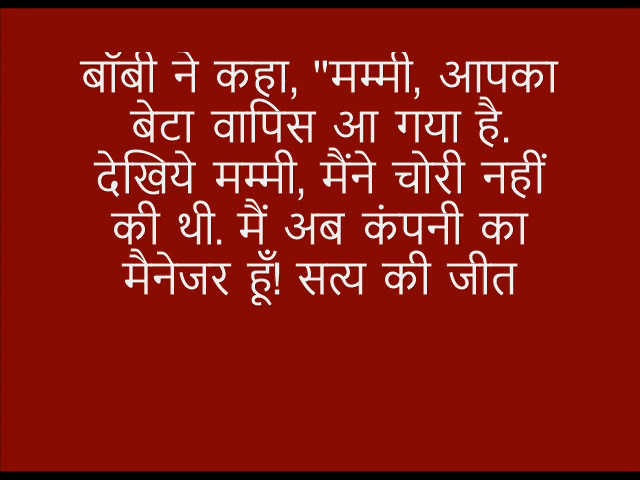 बॉबी ने कहा, "मम्मी, आपका
बेटा वापिस आ गया है.
देखिये मम्मी, मैंने चोरी नहीं
की थी. मैं अब कंपनी का
मैनेजर हूँ! सत्य की जीत